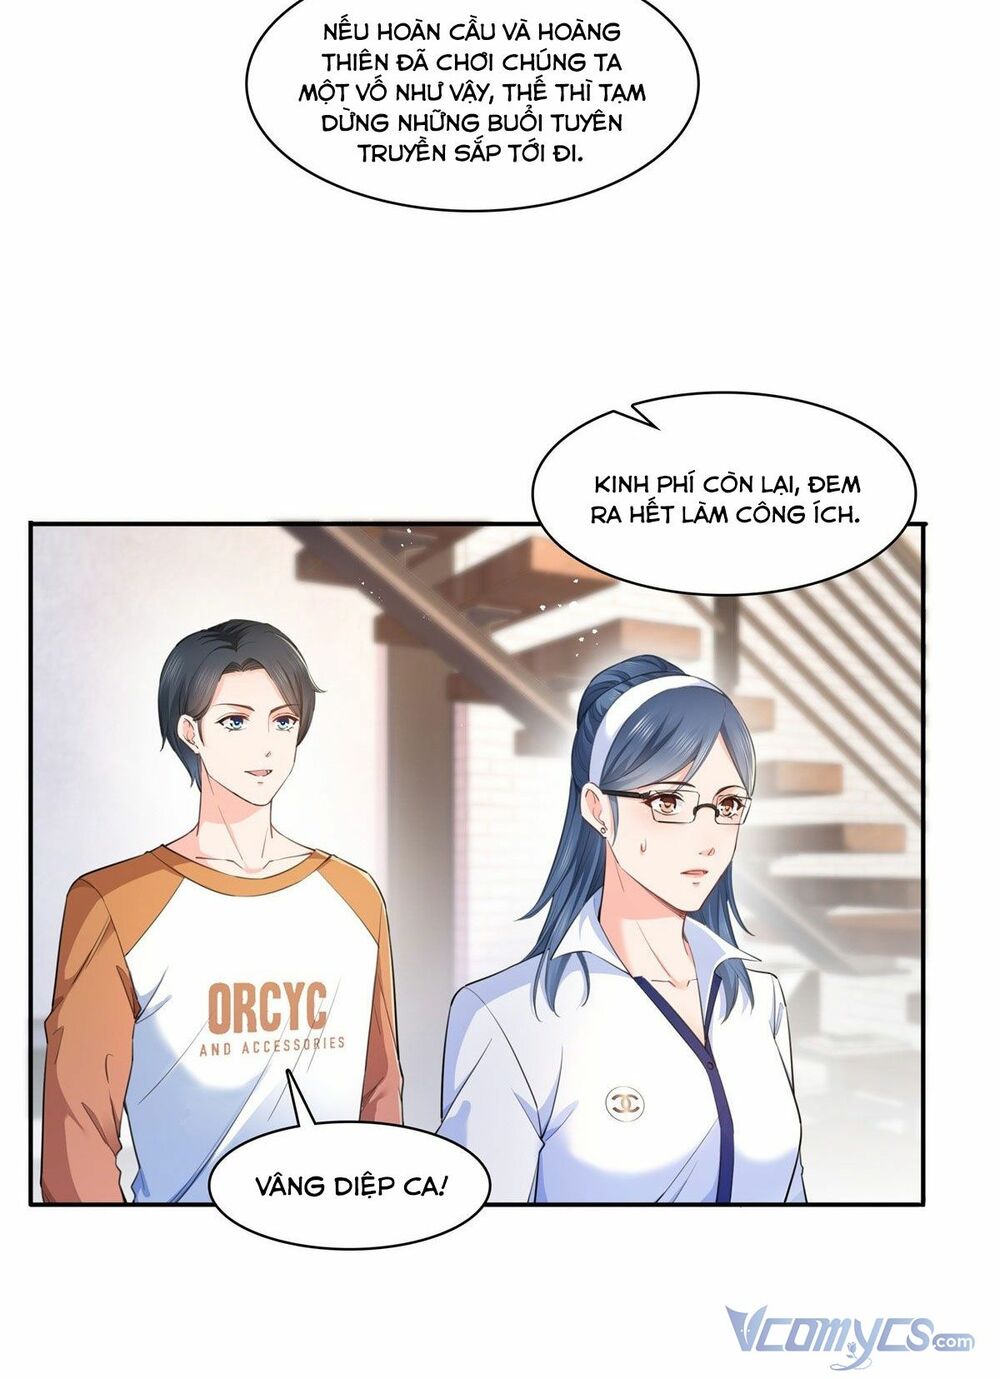 NẾU HOÀN CẦU VÀ HOÀNG
THIÊN ĐÃ CHƠI CHÚNG TA
MỘT VỐ NHƯ VẬY, THẾ THÌ TẠM
DỪNG NHỮNG BUỔI TUYÊN
TRUYỀN SẮP TỚI ĐI.
KINH PHÍ CÒN LẠI, ĐEM
RA HẾT LÀM CÔNG ÍCH.
ORCYC
AND ACCESSORIES
VÂNG DIỆP CA!
VCOMYCS.com